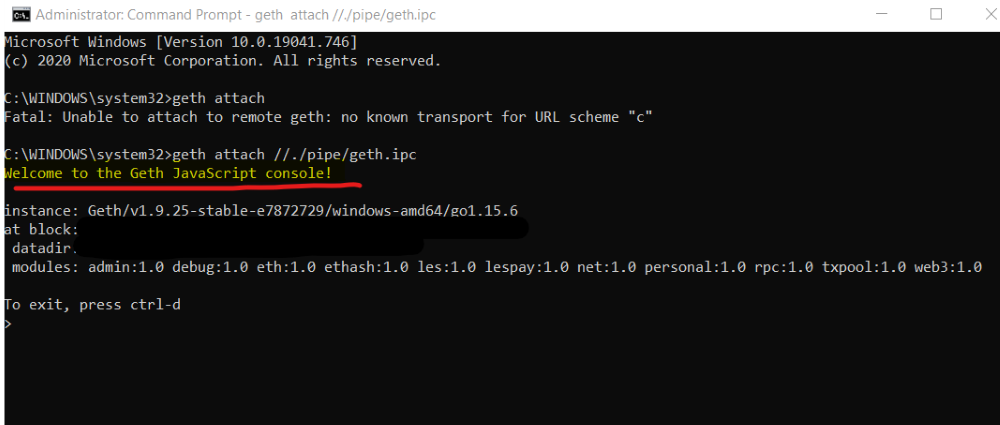 Administrator: Command Prompt - geth attach //./pipe/geth.ipc
Microsoft Windows [Version 10.0.19041.746]
(c) 2020 Microsoft Corporation. All rights reserved.
C:\WINDOWS\system32>geth attach
Fatal: Unable to attach to remote geth: no known transport for URL scheme "c"
C:\WINDOWS\system32>geth attach //./pipe/geth.ipc
Welcome to the Geth JavaScript console!
instance: Geth/v1.9.25-stable-e7872729/windows-amd64/go1.15.6
at block:
datadir
modules: admin:1.0 debug:1.0 eth:1.0 ethash:1.0 les:1.0 lespay:1.0 net:1.0 personal:1.0 rpc:1.0 txpool:1.0 web3:1.0
To exit, press ctrl-d
>